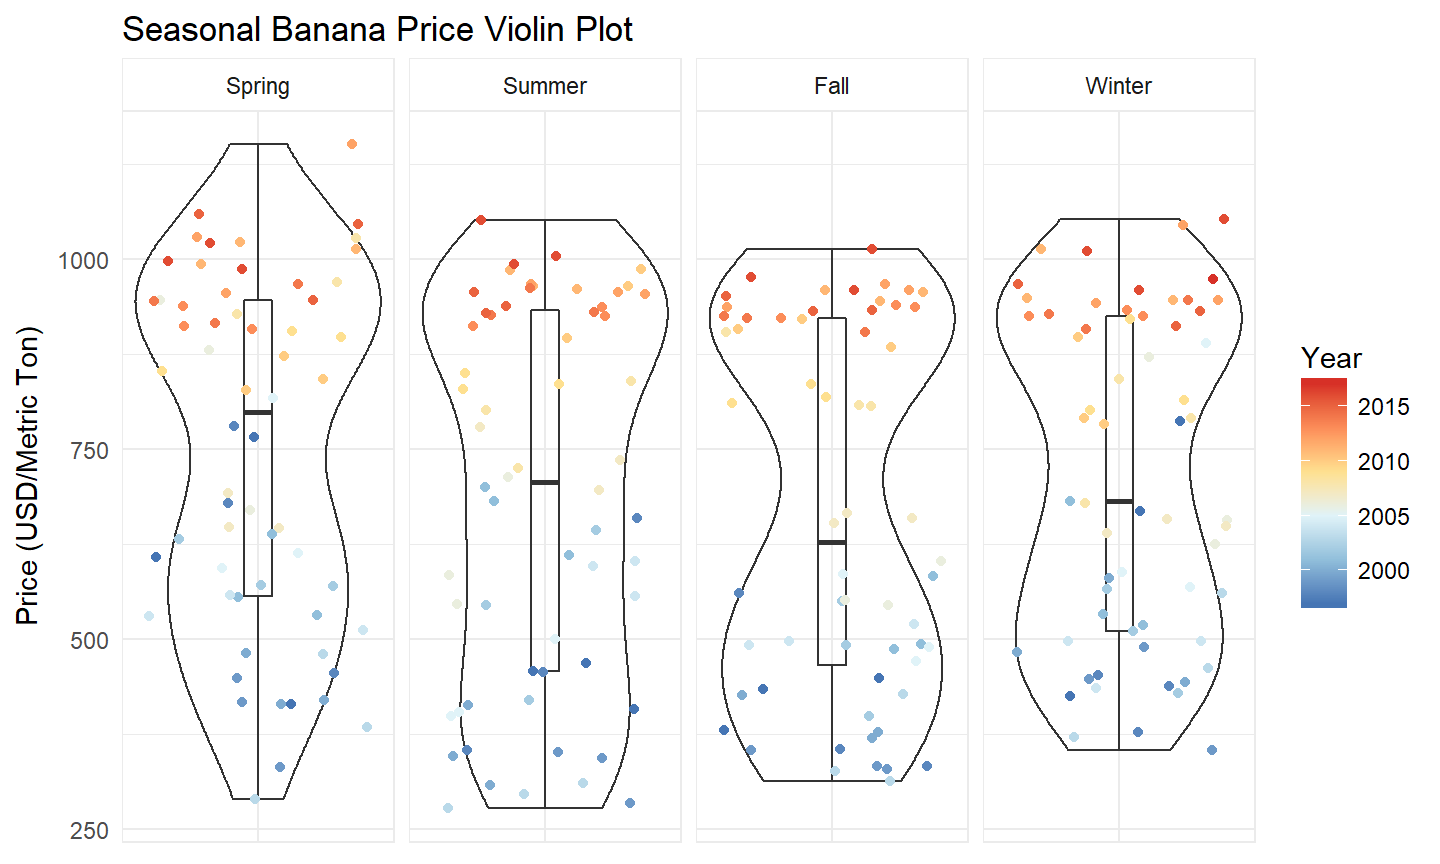 Seasonal Banana Price Violin Plot
Spring
Summer
Fall
Winter
Price (USD/Metric Ton)
1000
750
500
250
Year
2015
2010
2005
2000